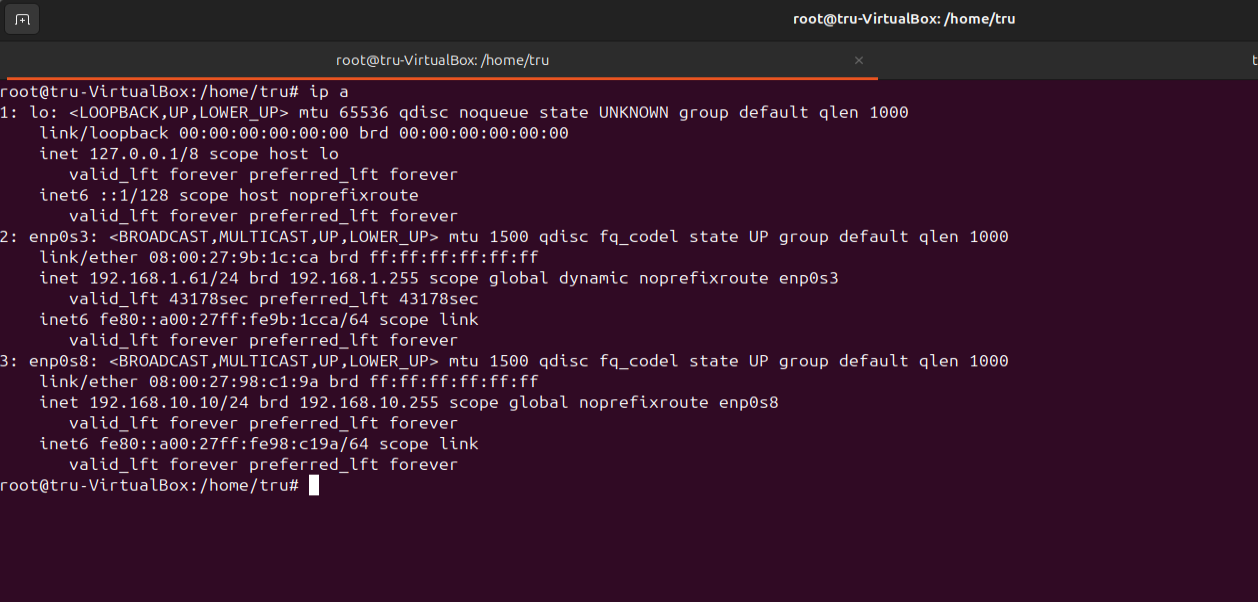 root@tru-VirtualBox: /home/tru
root@tru-VirtualBox: /home/tru × t
root@tru-VirtualBox:/home/tru# ip a
1: lo: <LOOPBACK,UP,LOWER_UP> mtu 65536 qdisc noqueue state UNKNOWN group default qlen 1000
    link/loopback 00:00:00:00:00:00 brd 00:00:00:00:00:00
    inet 127.0.0.1/8 scope host lo
       valid_lft forever preferred_lft forever
    inet6 ::1/128 scope host noprefixroute
       valid_lft forever preferred_lft forever
2: enp0s3: <BROADCAST,MULTICAST,UP,LOWER_UP> mtu 1500 qdisc fq_codel state UP group default qlen 1000
    link/ether 08:00:27:9b:1c:ca brd ff:ff:ff:ff:ff:ff
    inet 192.168.1.61/24 brd 192.168.1.255 scope global dynamic noprefixroute enp0s3
       valid_lft 43178sec preferred_lft 43178sec
    inet6 fe80::a00:27ff:fe9b:1cca/64 scope link
       valid_lft forever preferred_lft forever
3: enp0s8: <BROADCAST,MULTICAST,UP,LOWER_UP> mtu 1500 qdisc fq_codel state UP group default qlen 1000
    link/ether 08:00:27:98:c1:9a brd ff:ff:ff:ff:ff:ff
    inet 192.168.10.10/24 brd 192.168.10.255 scope global noprefixroute enp0s8
       valid_lft forever preferred_lft forever
    inet6 fe80::a00:27ff:fe98:c19a/64 scope link
       valid_lft forever preferred_lft forever
root@tru-VirtualBox:/home/tru#